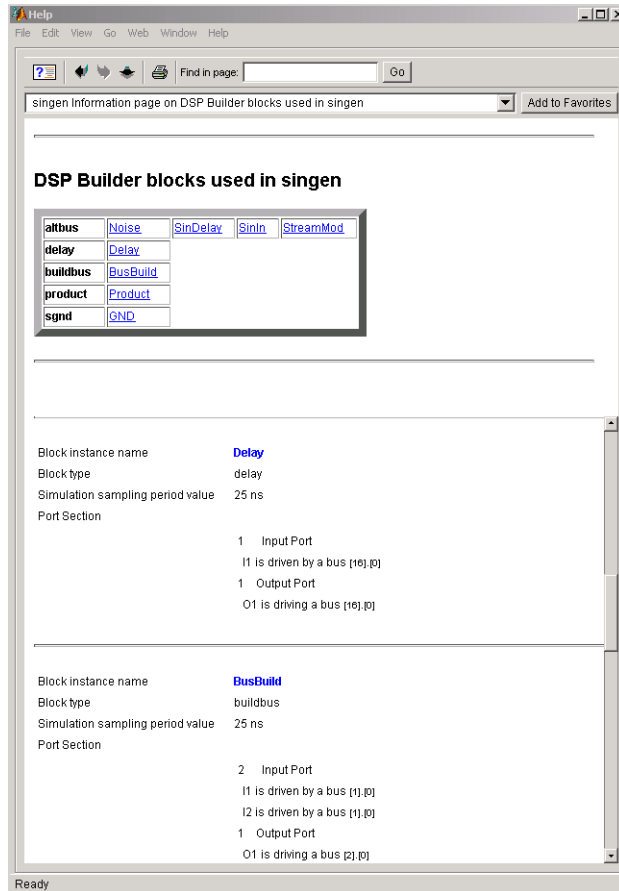 Help
File Edit View Go Web Window Help
Find in page: Go
singen Information page on DSP Builder blocks used in singen Add to Favorites
DSP Builder blocks used in singen
altbus Noise SinDelay SinIn StreamMod
delay Delay
buildbus BusBuild
product Product
sgnd GND
Block instance name Delay
Block type delay
Simulation sampling period value 25 ns
Port Section
1 Input Port
I1 is driven by a bus [16].[0]
1 Output Port
O1 is driving a bus [16].[0]
Block instance name BusBuild
Block type buildbus
Simulation sampling period value 25 ns
Port Section
2 Input Port
I1 is driven by a bus [1].[0]
I2 is driven by a bus [1].[0]
1 Output Port
O1 is driving a bus [2].[0]
Ready